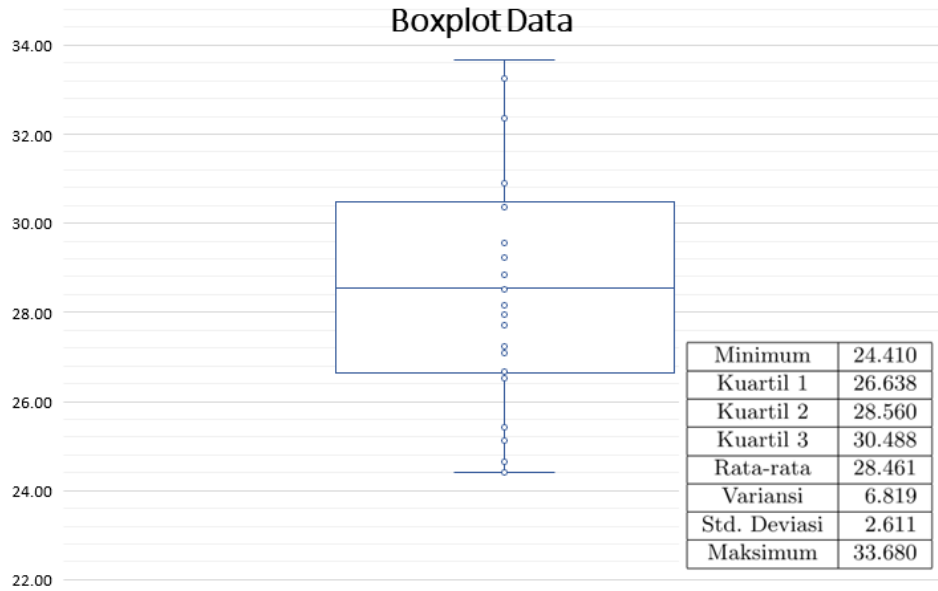 Boxplot Data
34.00
32.00
30.00
28.00
26.00
24.00
22.00
Minimum 24.410
Kuartil 1 26.638
Kuartil 2 28.560
Kuartil 3 30.488
Rata-rata 28.461
Variansi 6.819
Std. Deviasi 2.611
Maksimum 33.680